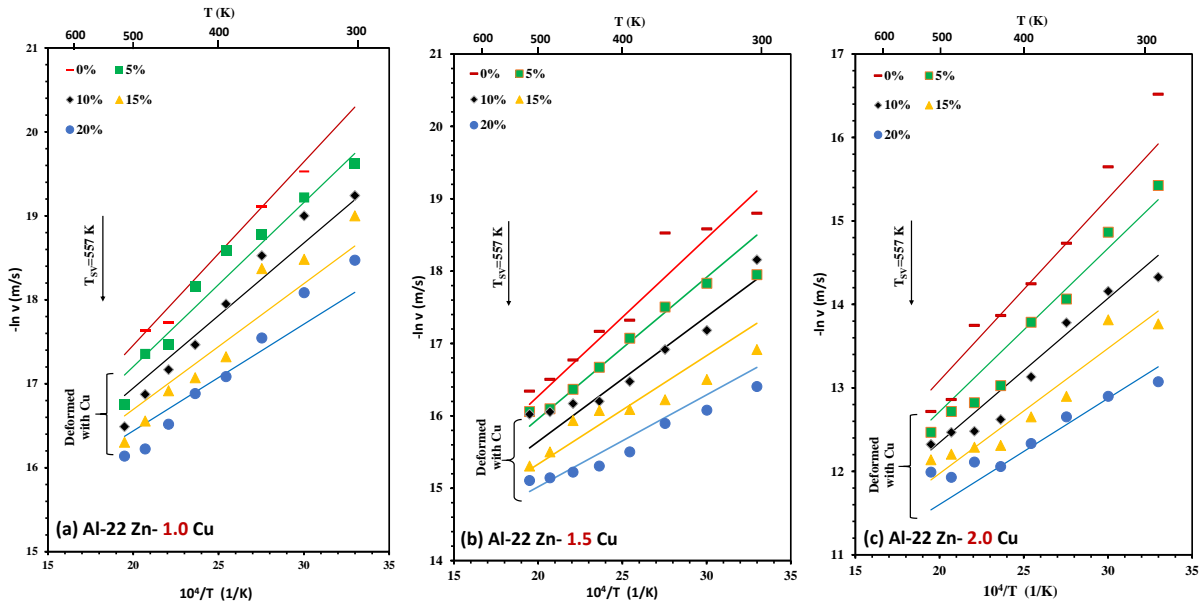 T (K)
600 500 400 300
21
20
19
18
17
16
15
-ln v (m/s)
0% 5%
10% 15%
20%
T_SV=557 K
Deformed
with Cu
(a) Al-22 Zn- 1.0 Cu
15 20 25 30 35
10⁴/T (1/K)
T (K)
600 500 400 300
21
20
19
18
17
16
15
14
-ln v (m/s)
0% 5%
10% 15%
20%
T_SV=557 K
Deformed
with Cu
(b) Al-22 Zn- 1.5 Cu
15 20 25 30 35
10⁴/T (1/K)
T (K)
600 500 400 300
17
16
15
14
13
12
11
-ln v (m/s)
0% 5%
10% 15%
20%
T_SV=557 K
Deformed
with Cu
(c) Al-22 Zn- 2.0 Cu
15 20 25 30 35
10⁴/T (1/K)